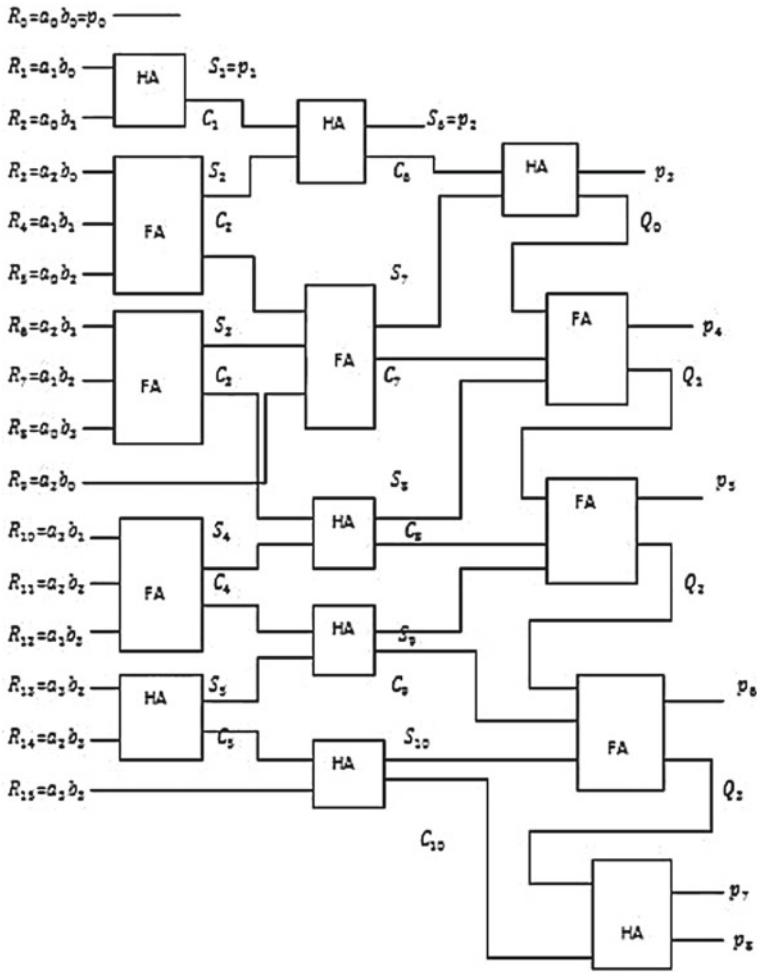 R₀=a₀b₀=p₀
R₁=a₁b₀ HA S₁=p₁
R₂=a₀b₁ C₁ HA S₆=p₂
R₃=a₂b₀ S₂ C₆ HA p₃
R₄=a₁b₁ FA C₂ Q₀
R₅=a₀b₂ S₇
R₆=a₂b₁ S₃ FA p₄
R₇=a₁b₂ FA C₃ FA C₇ Q₁
R₈=a₀b₃
R₉=a₃b₀ S₈ FA p₅
R₁₀=a₃b₁ S₄ HA C₈
R₁₁=a₂b₂ FA C₄ Q₂
R₁₂=a₁b₃ HA S₉
R₁₃=a₃b₂ HA S₅ C₉ p₆
R₁₄=a₂b₃ C₅ HA S₁₀ FA
R₁₅=a₃b₃ Q₃
C₁₀
p₇
HA p₈